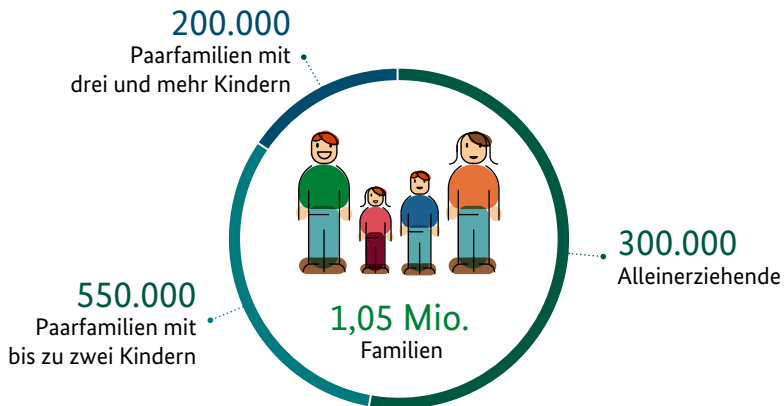 200.000
Paarfamilien mit
drei und mehr Kindern
300.000
Alleinerziehende
550.000
Paarfamilien mit
bis zu zwei Kindern
1,05 Mio.
Familien